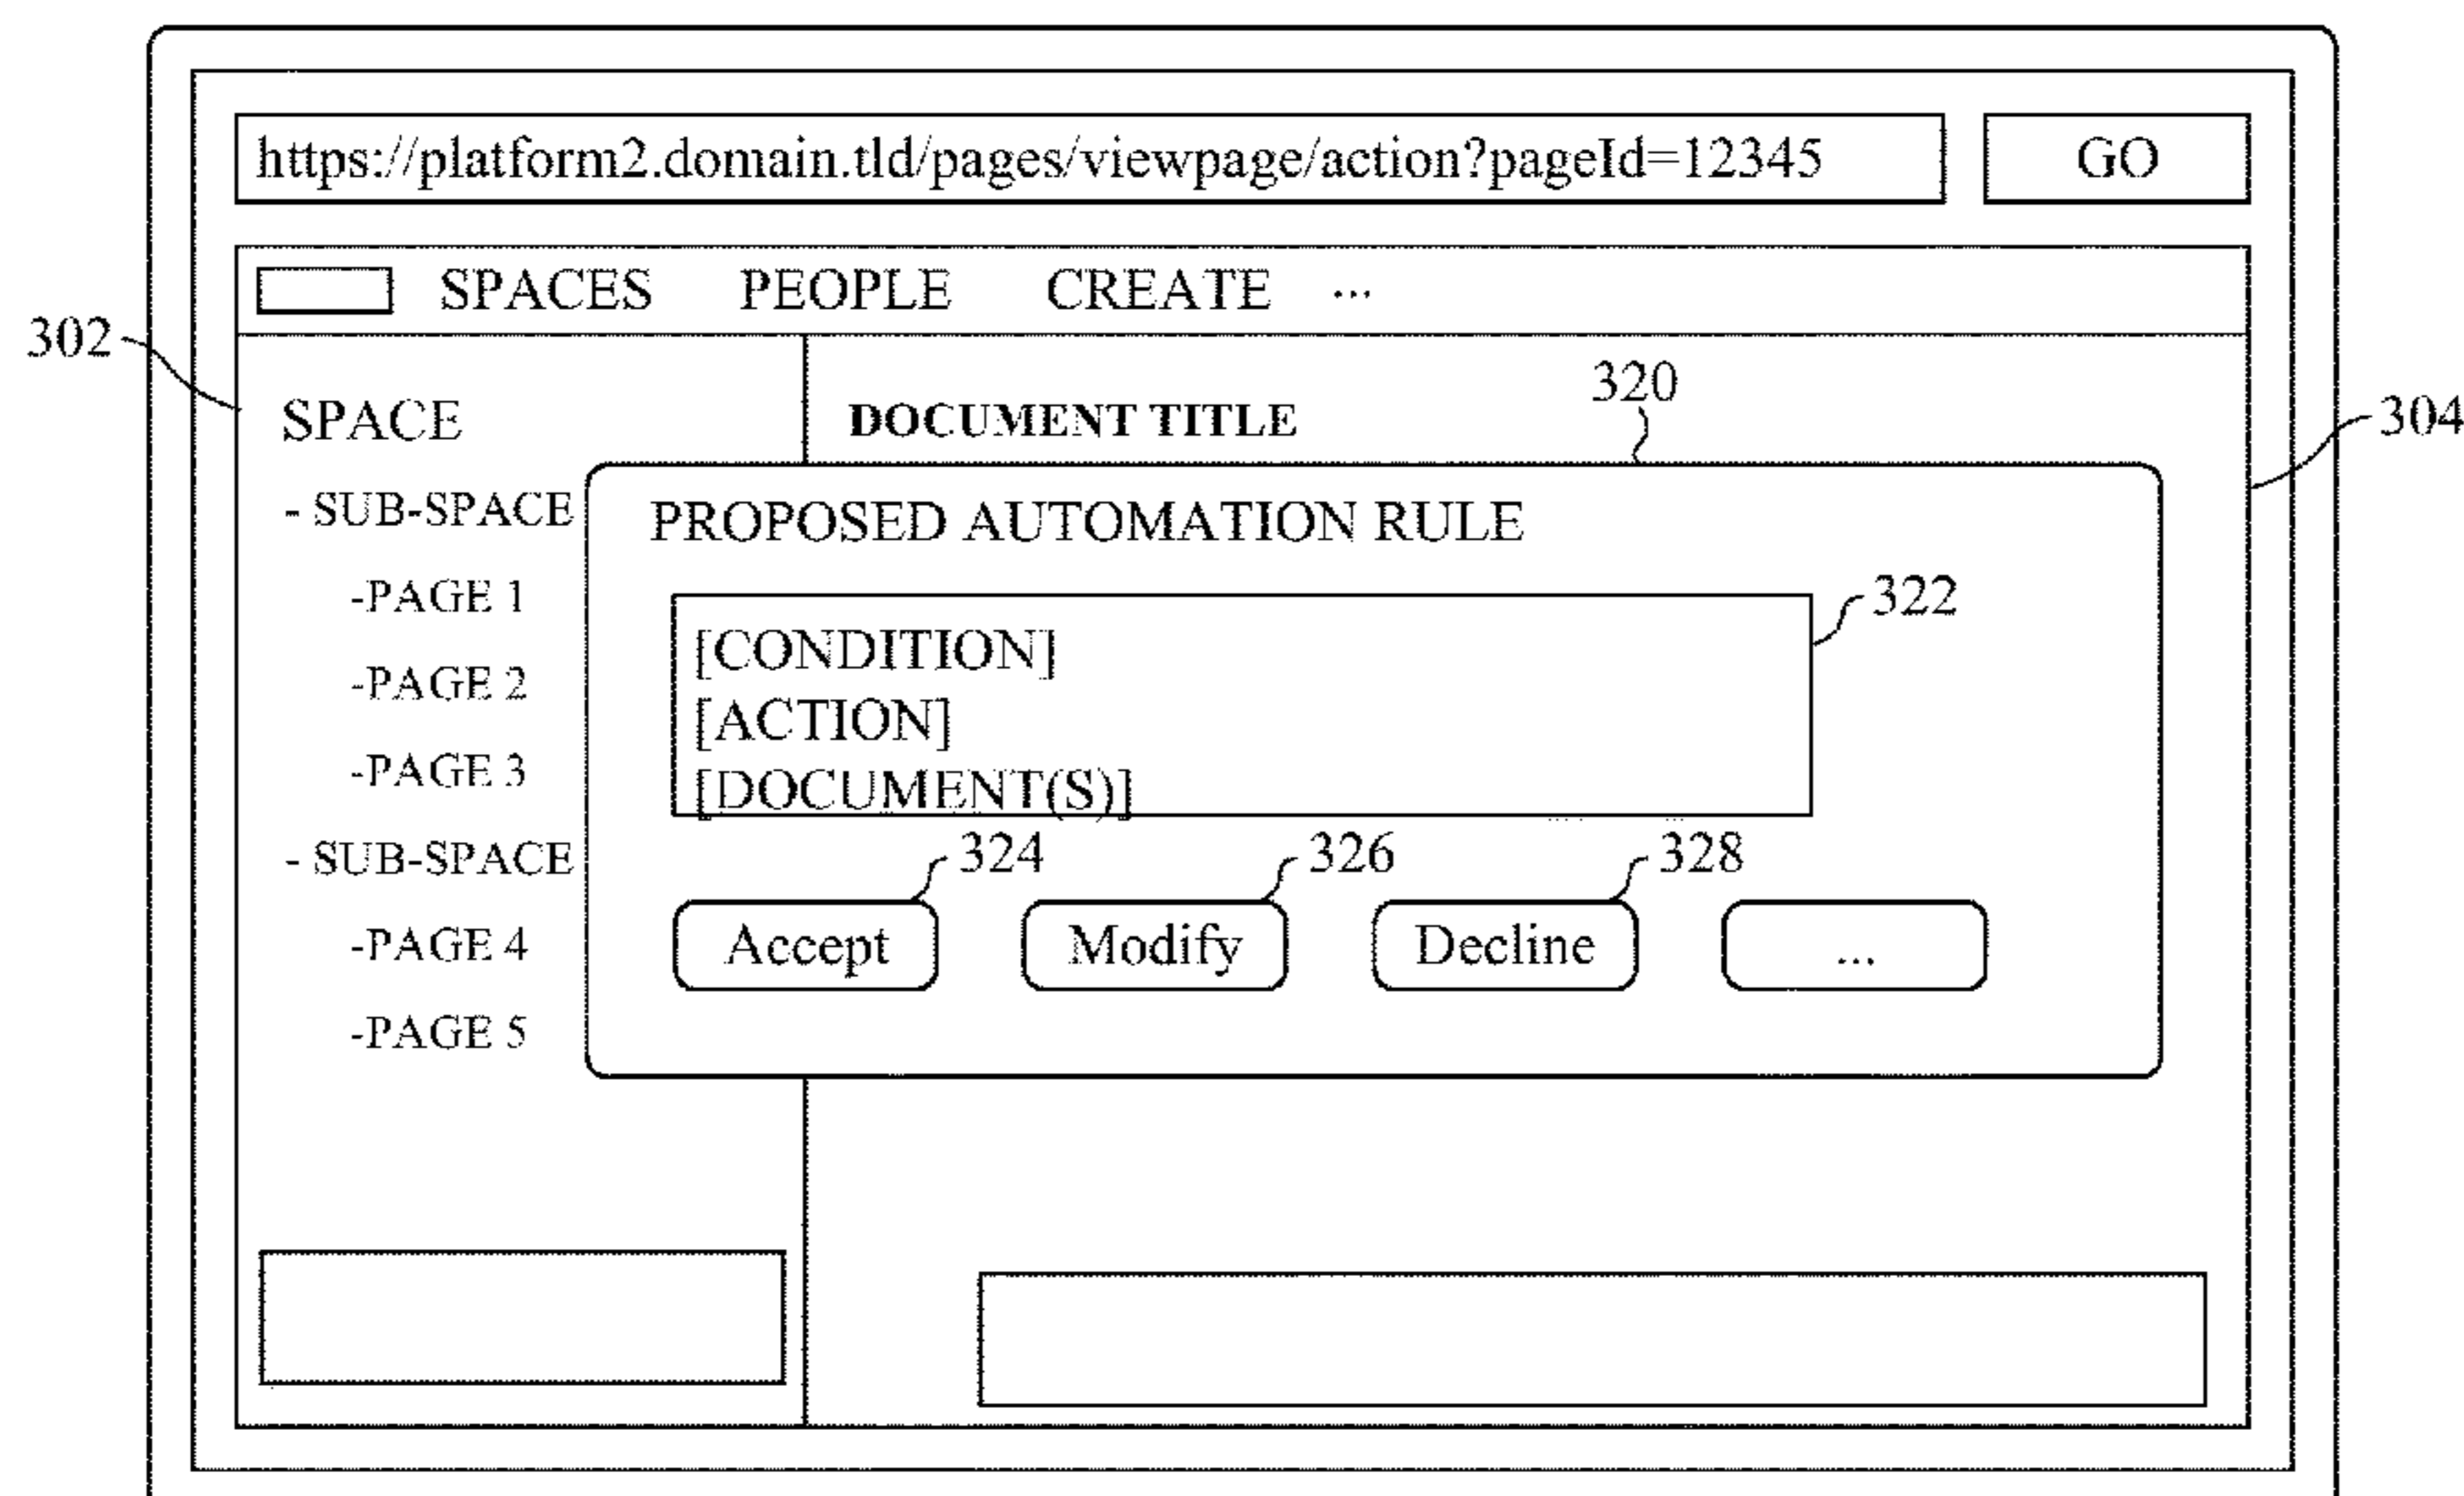 https://platform2.domain.tld/pages/viewpage/action?pageId=12345 GO
SPACES PEOPLE CREATE ...
302
SPACE
DOCUMENT TITLE
320
304
- SUB-SPACE
-PAGE 1
-PAGE 2
-PAGE 3
- SUB-SPACE
-PAGE 4
-PAGE 5
PROPOSED AUTOMATION RULE
322
[CONDITION]
[ACTION]
[DOCUMENT(S)]
324 326 328
Accept Modify Decline ...